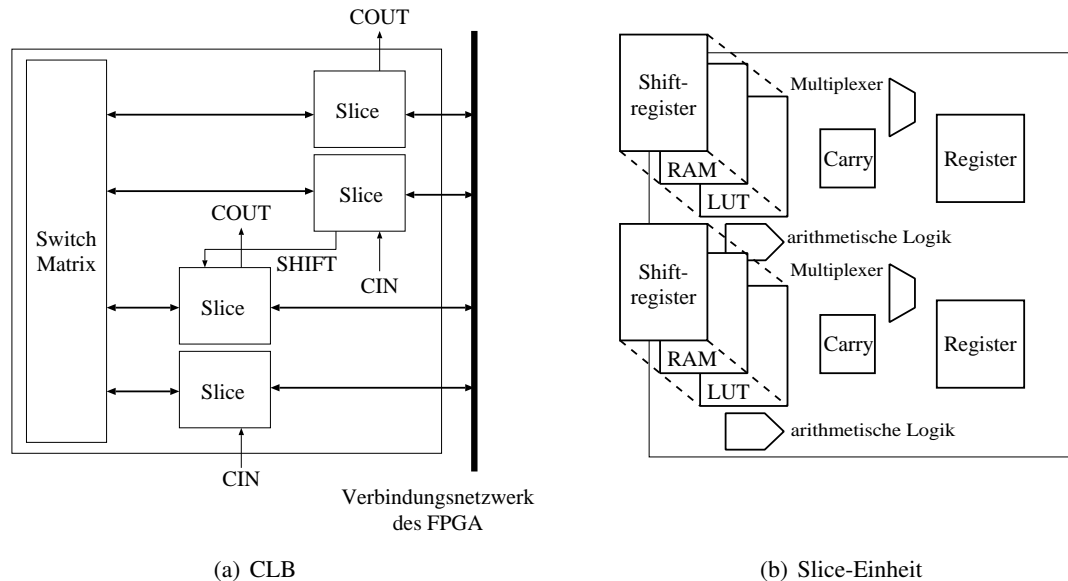 COUT
Slice
Slice
COUT
Switch
Matrix
SHIFT
CIN
Slice
Slice
CIN
Verbindungsnetzwerk
des FPGA
(a) CLB
Shift-
register
Multiplexer
Carry
Register
RAM
LUT
arithmetische Logik
Shift-
register
Multiplexer
Carry
Register
RAM
LUT
arithmetische Logik
(b) Slice-Einheit